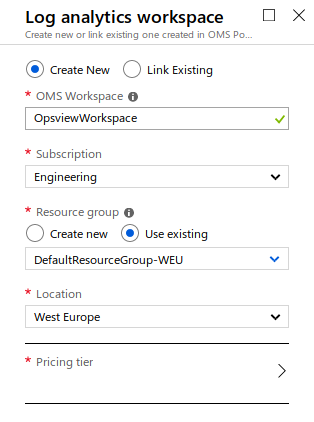 Log analytics workspace
Create new or link existing one created in OMS Po...
Create New Link Existing
* OMS Workspace
OpsviewWorkspace
* Subscription
Engineering
* Resource group
Create new Use existing
DefaultResourceGroup-WEU
* Location
West Europe
* Pricing tier